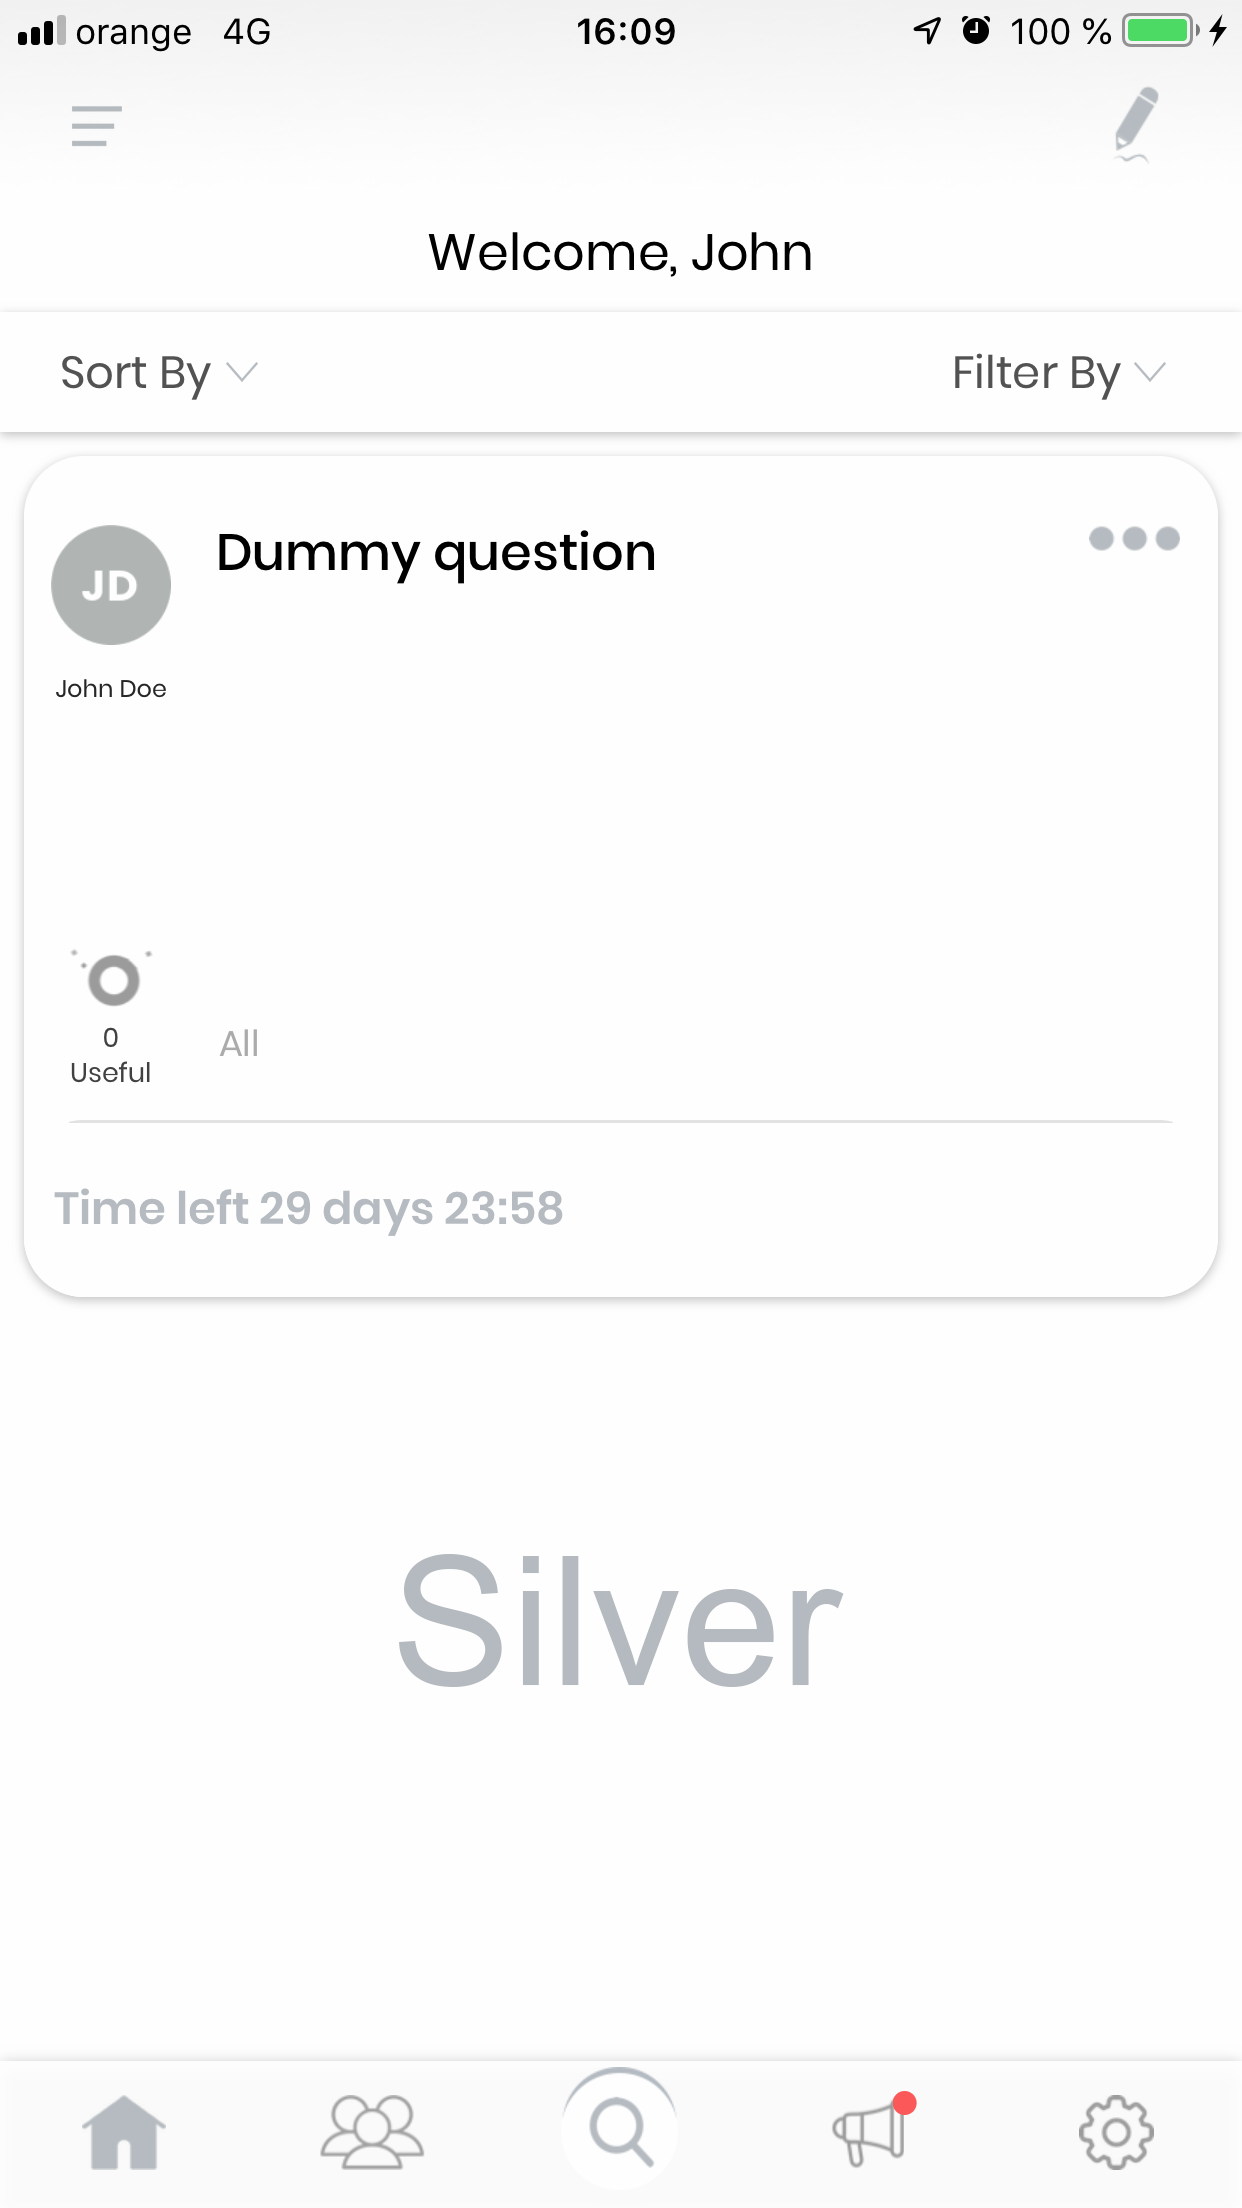 orange 4G 16:09 100 %
Welcome, John
Sort By Filter By
JD Dummy question
John Doe
0
Useful
All
Time left 29 days 23:58
Silver